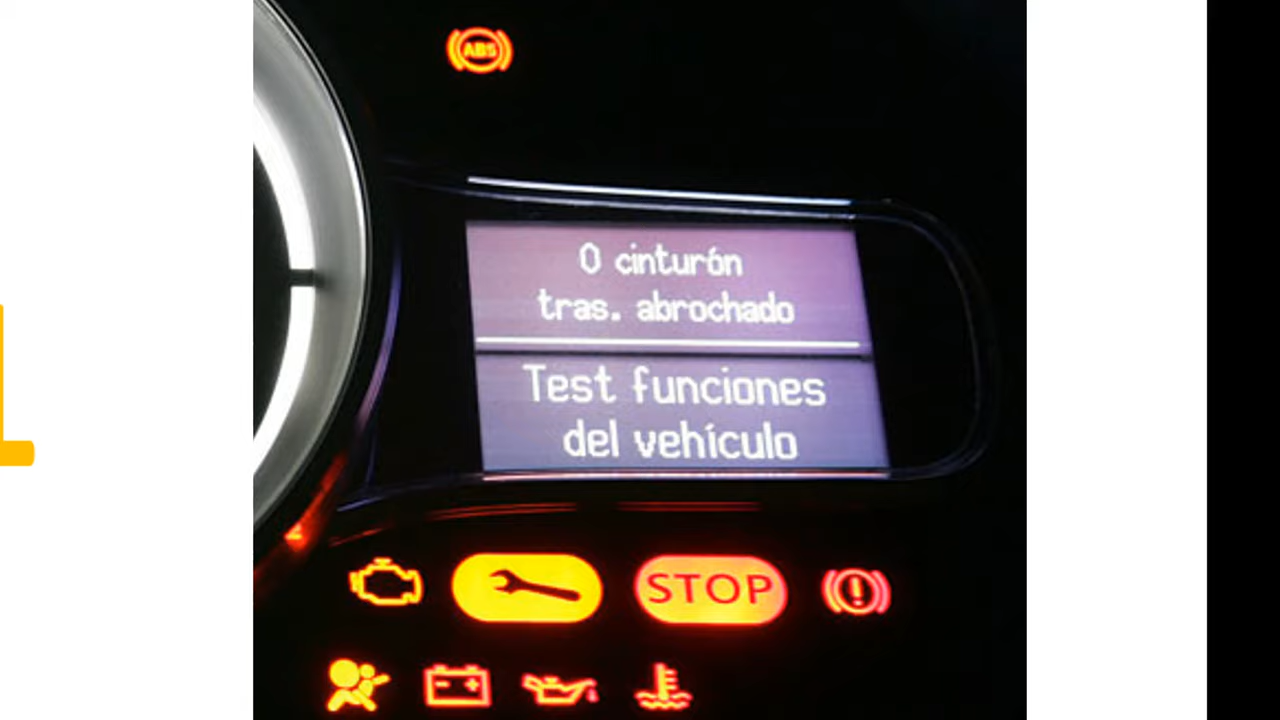 ABS
0 cinturón
tras. abrochado
Test funciones
del vehículo
STOP